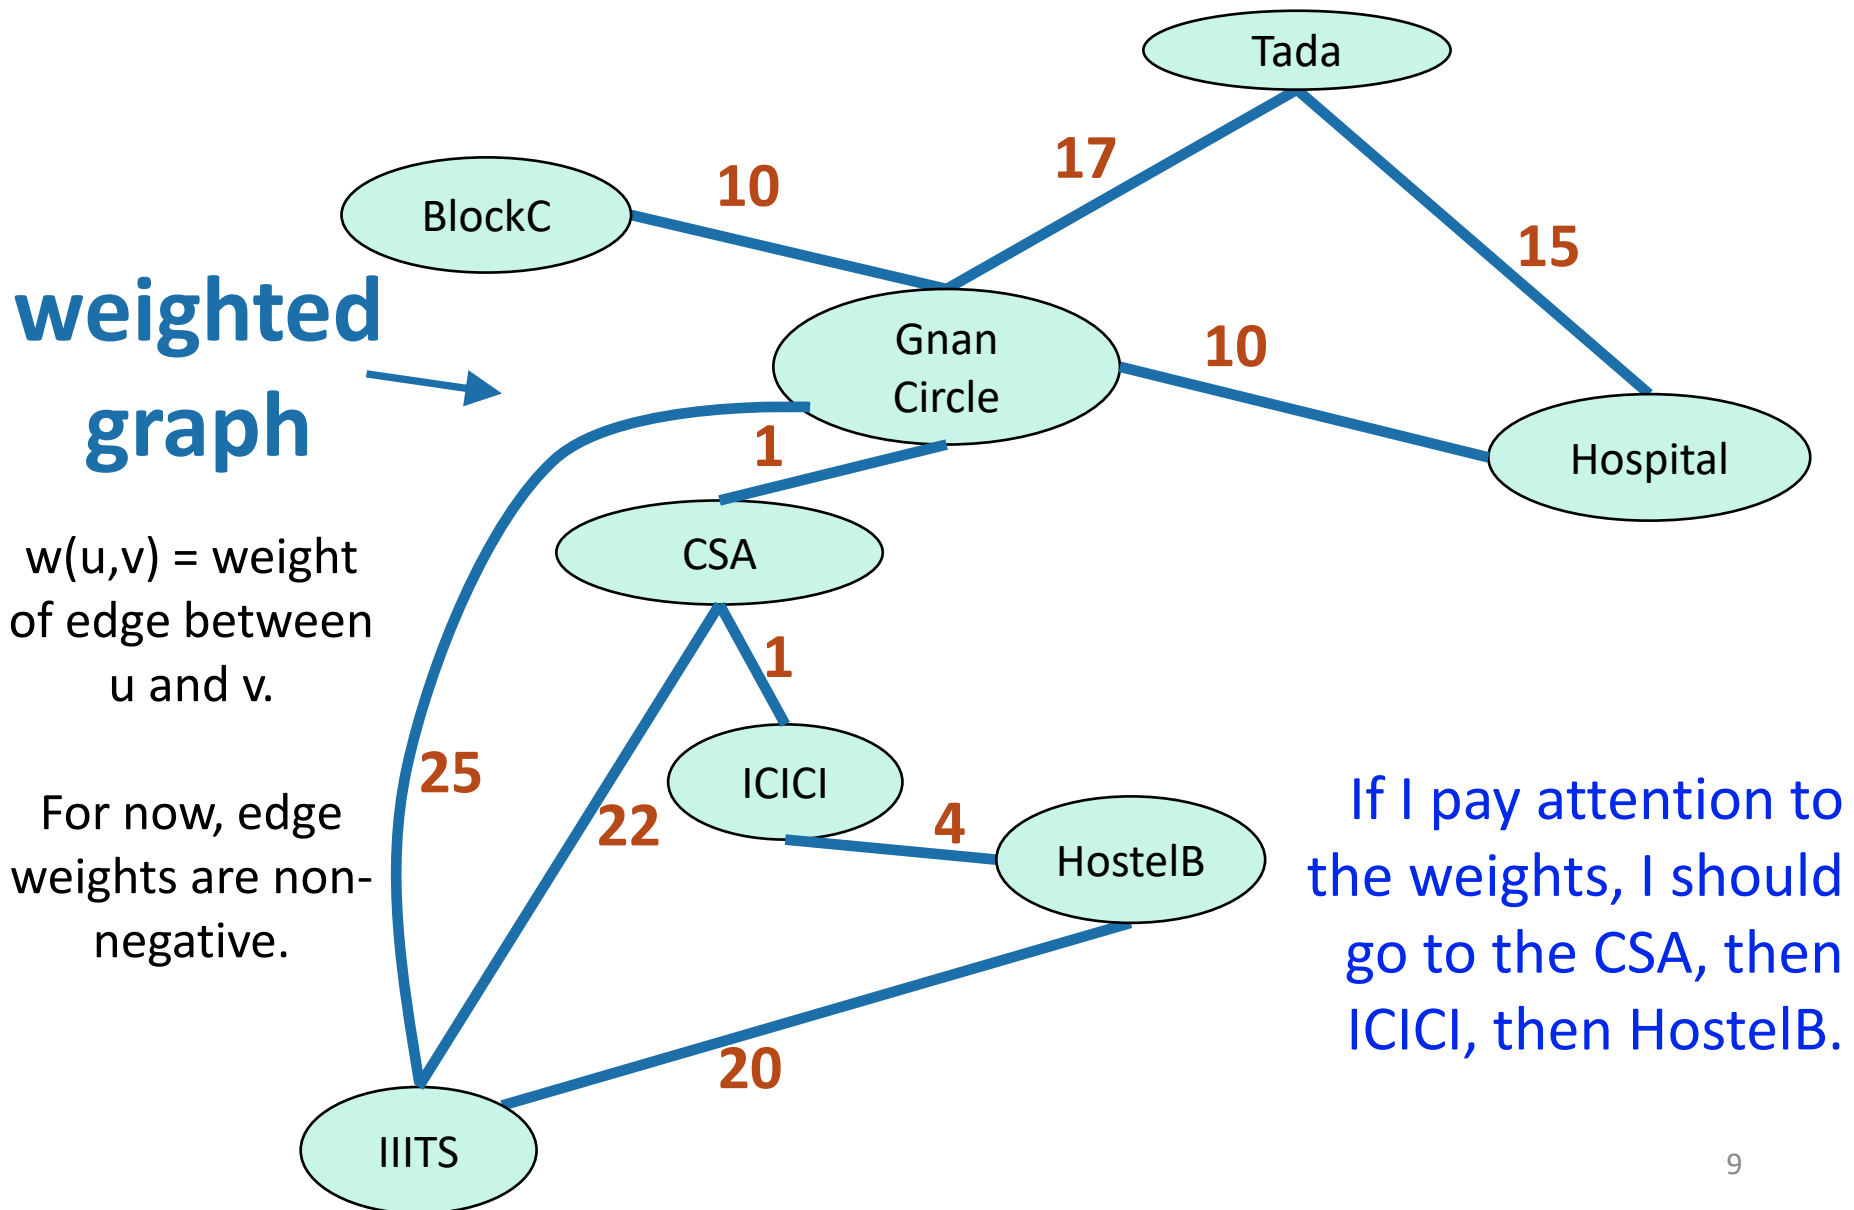 Tada
17
10
BlockC
15
weighted
graph
Gnan
Circle
10
1
Hospital
CSA
w(u,v) = weight
of edge between
u and v.
1
25
22
ICICI
4
HostelB
For now, edge
weights are non-
negative.
If I pay attention to
the weights, I should
go to the CSA, then
ICICI, then HostelB.
20
IIITS
9